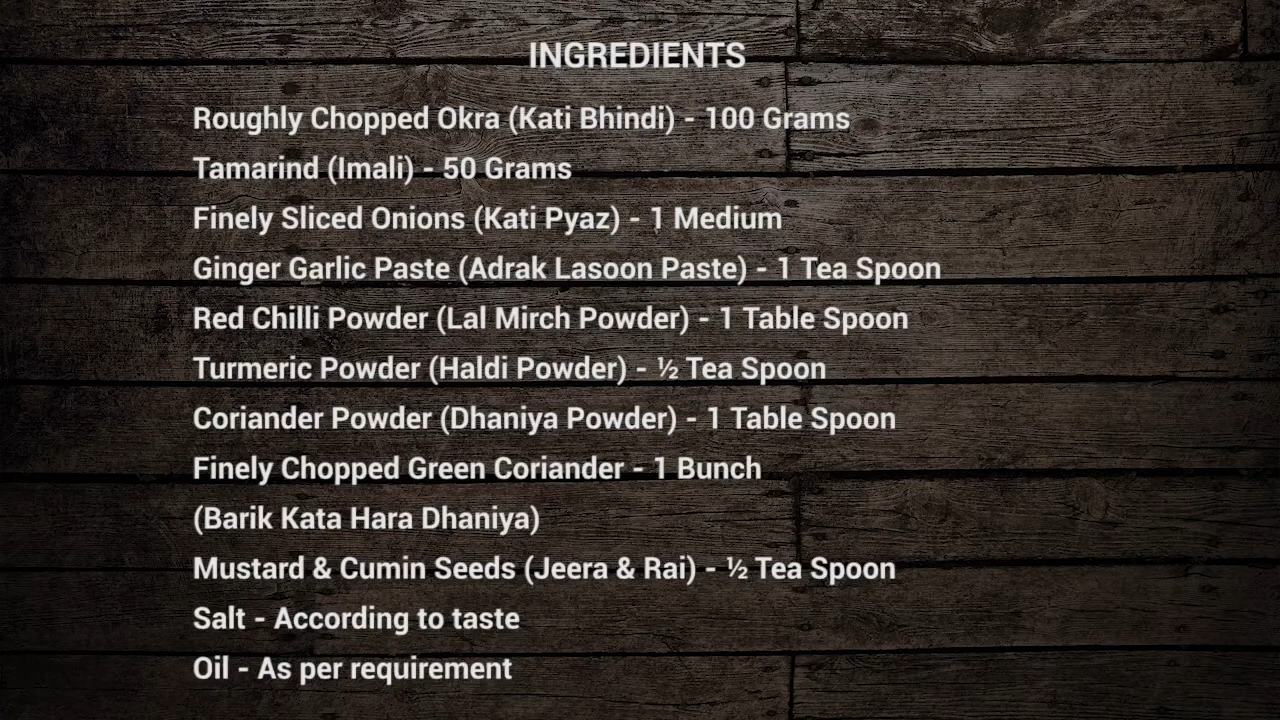 INGREDIENTS
Roughly Chopped Okra (Kati Bhindi) - 100 Grams
Tamarind (Imali) - 50 Grams
Finely Sliced Onions (Kati Pyaz) - 1 Medium
Ginger Garlic Paste (Adrak Lasoon Paste) - 1 Tea Spoon
Red Chilli Powder (Lal Mirch Powder) - 1 Table Spoon
Turmeric Powder (Haldi Powder) - ½ Tea Spoon
Coriander Powder (Dhaniya Powder) - 1 Table Spoon
Finely Chopped Green Coriander - 1 Bunch
(Barik Kata Hara Dhaniya)
Mustard & Cumin Seeds (Jeera & Rai) - ½ Tea Spoon
Salt - According to taste
Oil - As per requirement